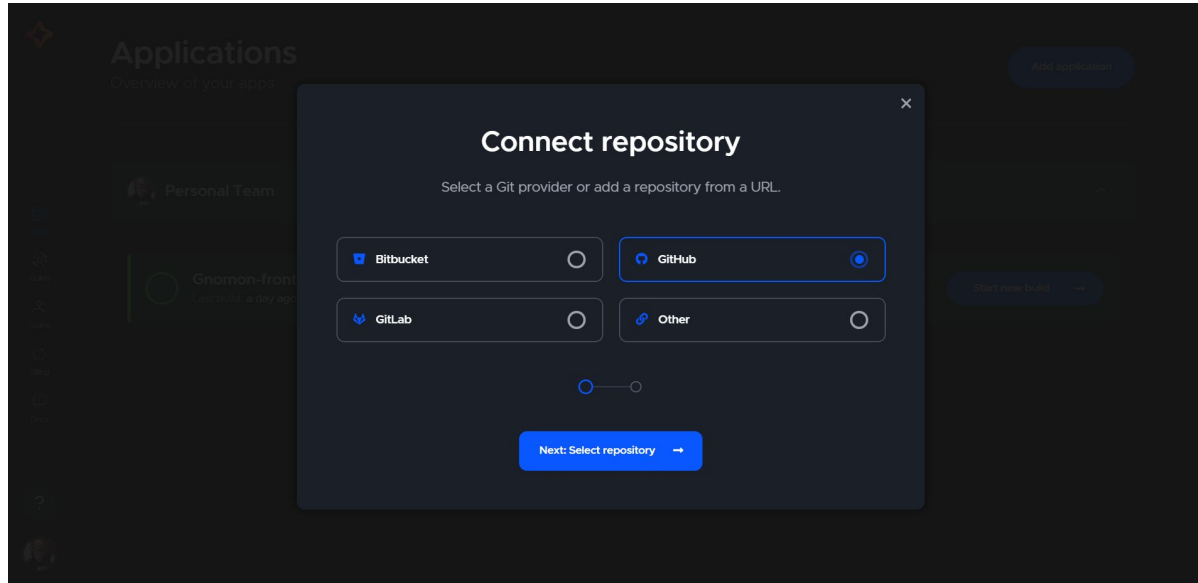 Applications
Overview of your apps
Add application
Connect repository
Select a Git provider or add a repository from a URL.
Personal Team
Bitbucket
GitHub
GitLab
Other
Gnomon-front
Last build: a day ago
Start new build
Next: Select repository
?